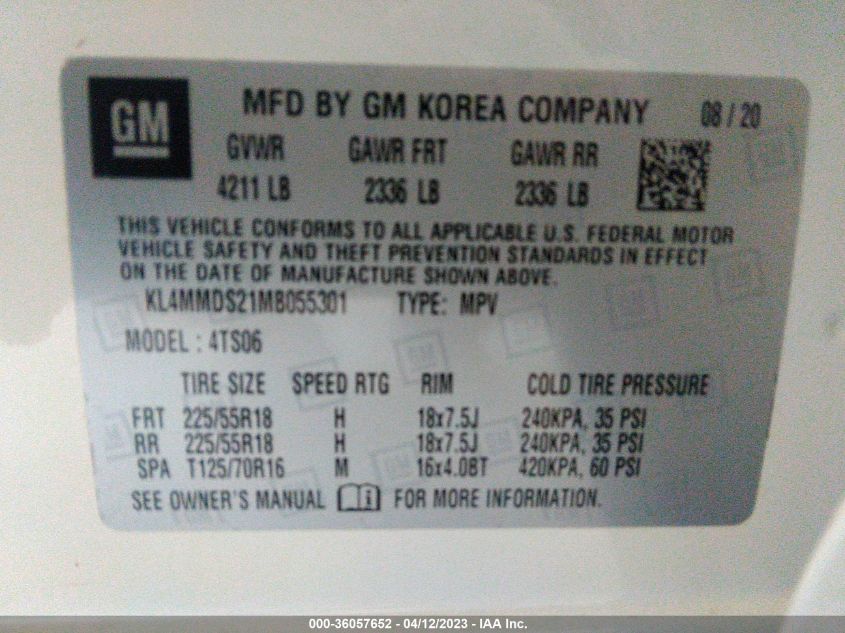 GM
MFD BY GM KOREA COMPANY 08 / 20
GVWR GAWR FRT GAWR RR
4211 LB 2336 LB 2336 LB
THIS VEHICLE CONFORMS TO ALL APPLICABLE U.S. FEDERAL MOTOR
VEHICLE SAFETY AND THEFT PREVENTION STANDARDS IN EFFECT
ON THE DATE OF MANUFACTURE SHOWN ABOVE.
KL4MMDS21MB055301 TYPE: MPV
MODEL : 4TS06
TIRE SIZE SPEED RTG RIM COLD TIRE PRESSURE
FRT 225/55R18 H 18x7.5J 240KPA, 35 PSI
RR 225/55R18 H 18x7.5J 240KPA, 35 PSI
SPA T125/70R16 M 16x4.0BT 420KPA, 60 PSI
SEE OWNER'S MANUAL i FOR MORE INFORMATION.
000-36057652 - 04/12/2023 - IAA Inc.